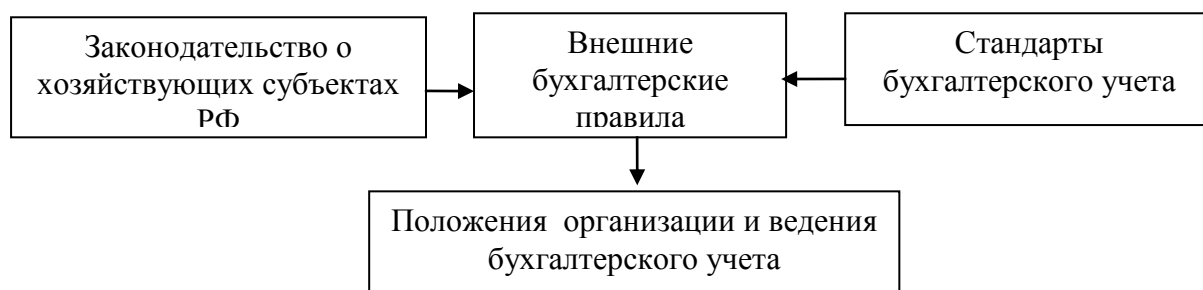 Законодательство о
хозяйствующих субъектах
РФ
Внешние
бухгалтерские
правила
Стандарты
бухгалтерского учета
Положения организации и ведения
бухгалтерского учета